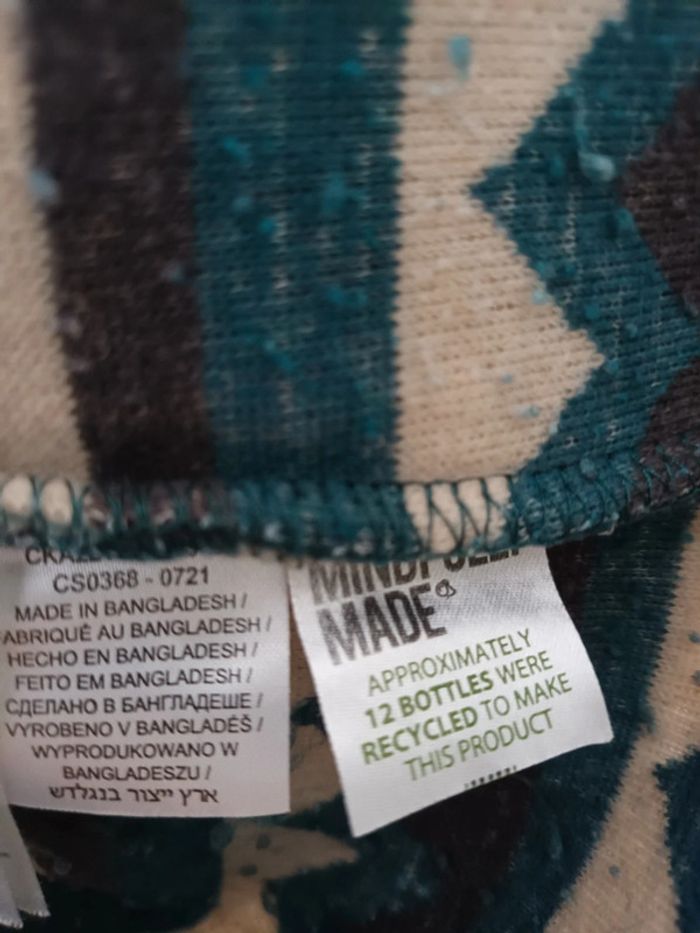 CS0368 - 0721
MADE IN BANGLADESH /
FABRIQUÉ AU BANGLADESH /
HECHO EN BANGLADESH /
FEITO EM BANGLADESH /
СДЕЛАНО В БАНГЛАДЕШЕ /
VYROBENO V BANGLADÉŠ /
WYPRODUKOWANO W
BANGLADESZU /
ארץ ייצור בנגלדש
MADE
APPROXIMATELY
12 BOTTLES WERE
RECYCLED TO MAKE
THIS PRODUCT